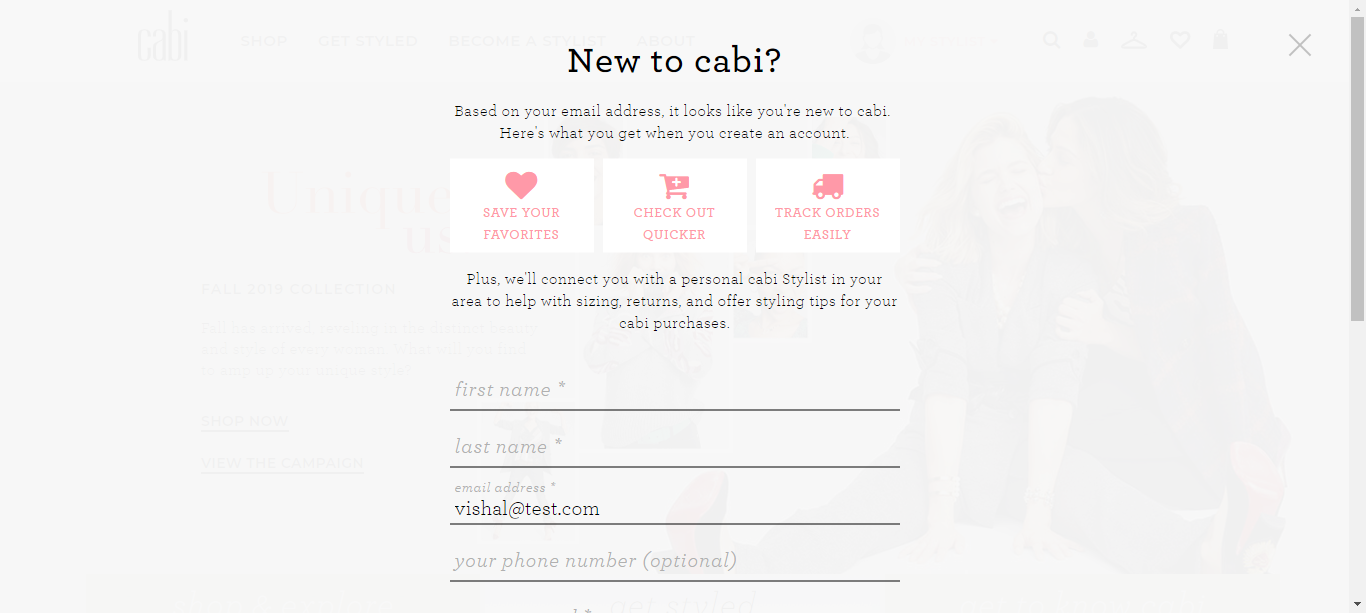 cabi
SHOP GET STYLED BECOME A STYLIST ABOUT
New to cabi?
Based on your email address, it looks like you're new to cabi.
Here's what you get when you create an account.
SAVE YOUR
FAVORITES
CHECK OUT
QUICKER
TRACK ORDERS
EASILY
Unique
us
Plus, we'll connect you with a personal cabi Stylist in your
area to help with sizing, returns, and offer styling tips for your
cabi purchases.
FALL 2019 COLLECTION
first name *
last name *
SHOP NOW
VIEW THE CAMPAIGN
email address *
vishal@test.com
your phone number (optional)
get styled